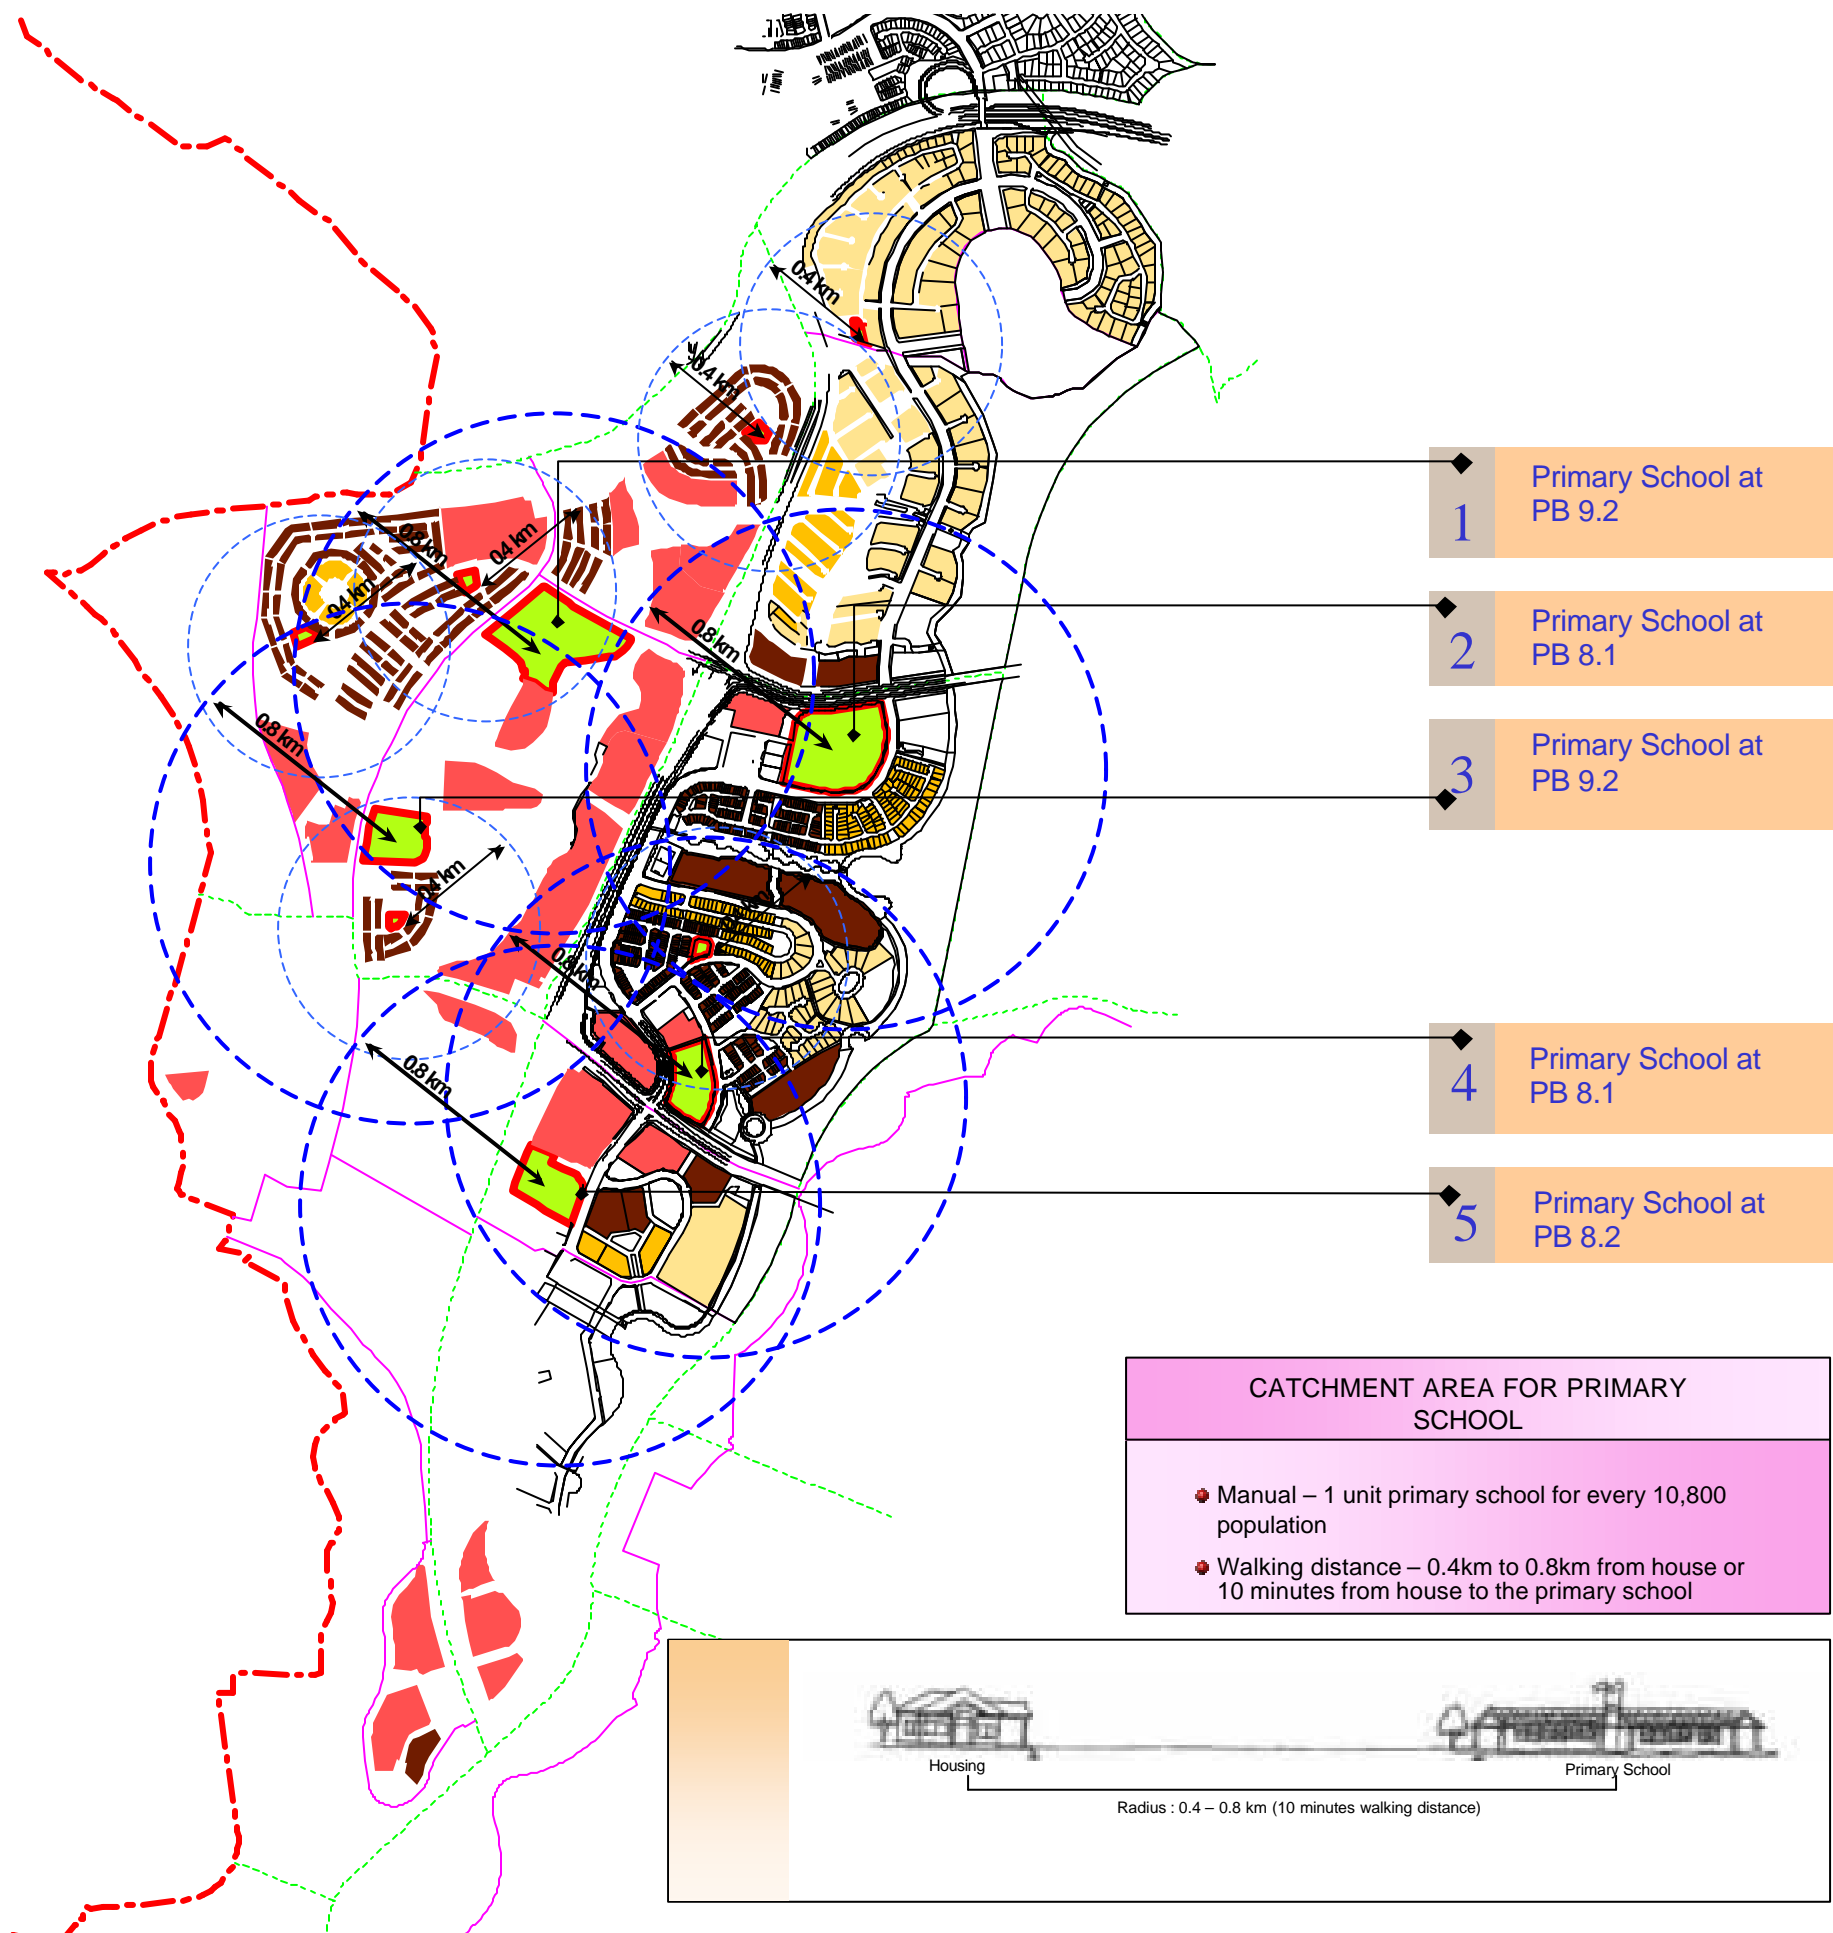 0.4 km
0.4 km
0.8 km
0.4 km
0.4 km
0.8 km
0.8 km
0.4 km
0.8 km
0.8 km
1
Primary School at
PB 9.2
2
Primary School at
PB 8.1
3
Primary School at
PB 9.2
4
Primary School at
PB 8.1
5
Primary School at
PB 8.2
CATCHMENT AREA FOR PRIMARY
SCHOOL
Manual – 1 unit primary school for every 10,800
population
Walking distance – 0.4km to 0.8km from house or
10 minutes from house to the primary school
Housing
Primary School
Radius : 0.4 – 0.8 km (10 minutes walking distance)